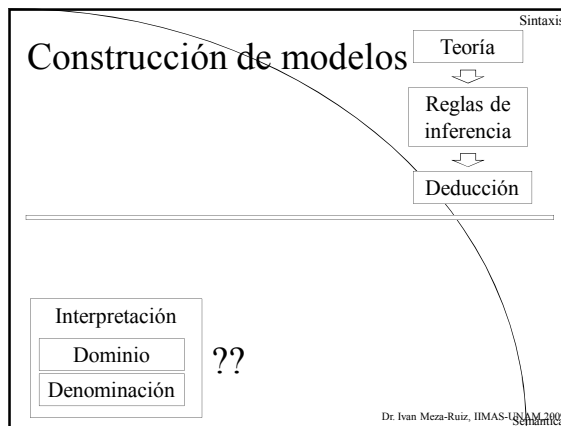 Sintaxis
Construcción de modelos
Teoría
Reglas de
inferencia
Deducción
Interpretación
Dominio
Denominación
??
Dr. Ivan Meza-Ruiz, IIMAS-UNAM 2009
Semántica